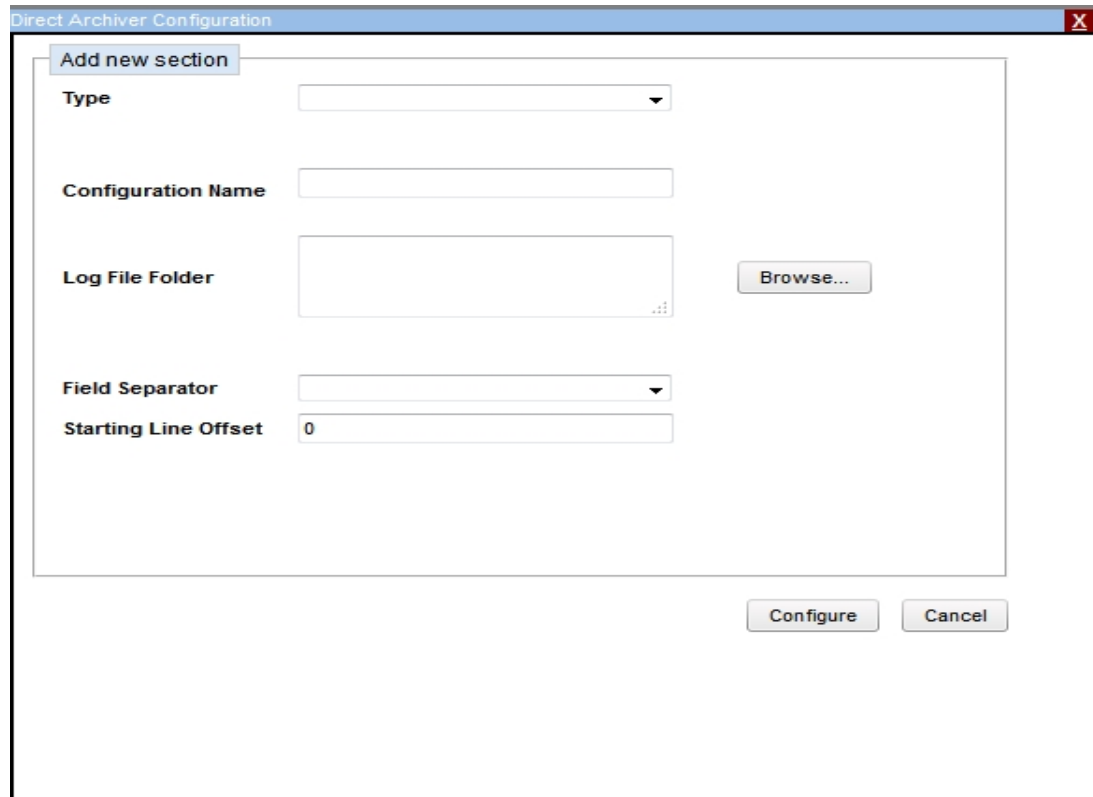 Direct Archiver Configuration X
Add new section
Type
Configuration Name
Log File Folder Browse...
Field Separator
Starting Line Offset 0
Configure Cancel